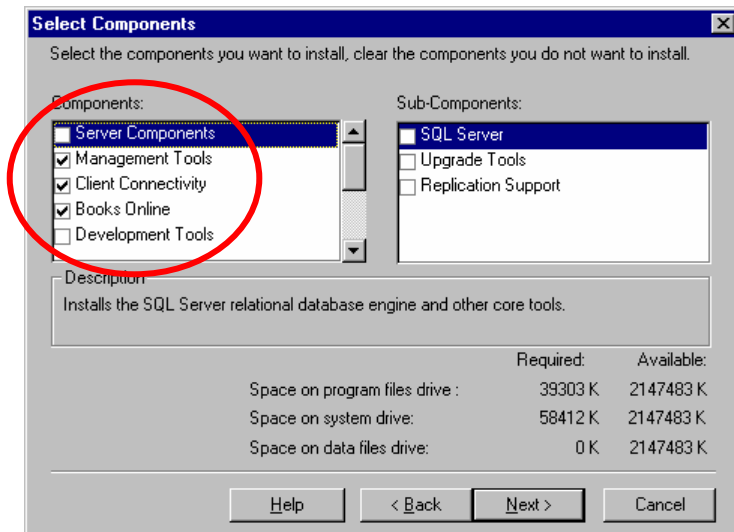 Select Components
Select the components you want to install, clear the components you do not want to install.
Components:
Server Components
Management Tools
Client Connectivity
Books Online
Development Tools
Sub-Components:
SQL Server
Upgrade Tools
Replication Support
Description
Installs the SQL Server relational database engine and other core tools.
Required: Available:
Space on program files drive : 39303 K 2147483 K
Space on system drive: 58412 K 2147483 K
Space on data files drive: 0 K 2147483 K
Help < Back Next > Cancel